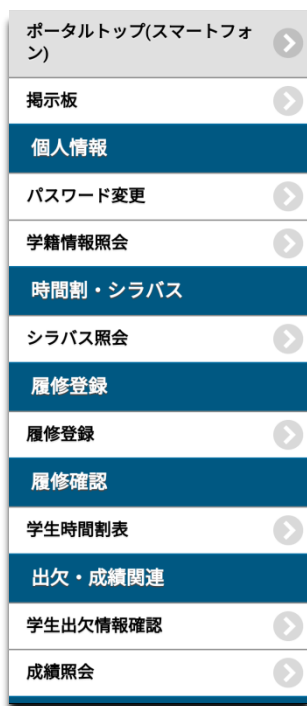 ポータルトップ(スマートフォ
ン)
掲示板
個人情報
パスワード変更
学籍情報照会
時間割・シラバス
シラバス照会
履修登録
履修登録
履修確認
学生時間割表
出欠・成績関連
学生出欠情報確認
成績照会